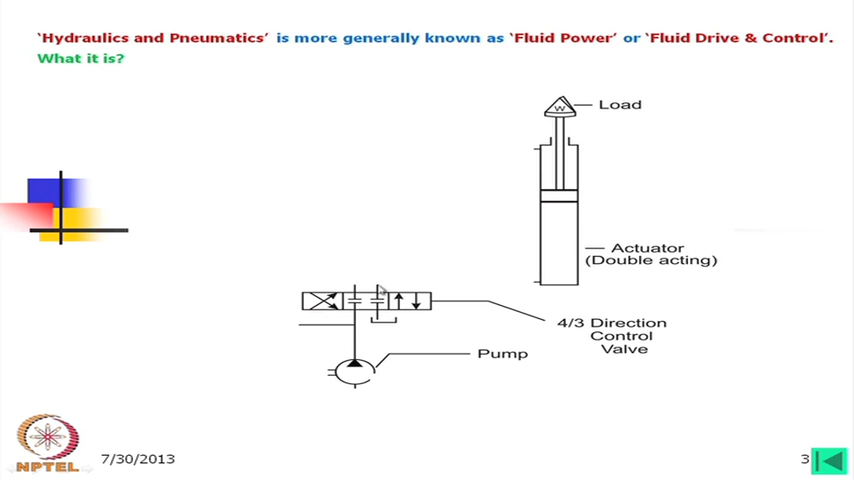 ‘Hydraulics and Pneumatics’ is more generally known as ‘Fluid Power’ or ‘Fluid Drive & Control’.
What it is?
W
Load
Actuator
(Double acting)
4/3 Direction
Control
Valve
Pump
NPTEL
7/30/2013
3